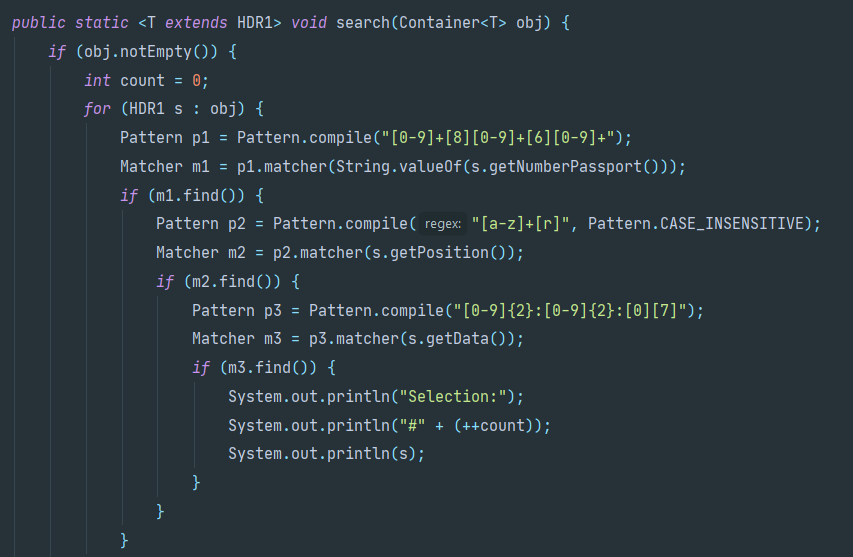 public static <T extends HDR1> void search(Container<T> obj) {
    if (obj.notEmpty()) {
        int count = 0;
        for (HDR1 s : obj) {
            Pattern p1 = Pattern.compile("[0-9]+[8][0-9]+[6][0-9]+");
            Matcher m1 = p1.matcher(String.valueOf(s.getNumberPassport()));
            if (m1.find()) {
                Pattern p2 = Pattern.compile( regex: "[a-z]+[r]", Pattern.CASE_INSENSITIVE);
                Matcher m2 = p2.matcher(s.getPosition());
                if (m2.find()) {
                    Pattern p3 = Pattern.compile("[0-9]{2}:[0-9]{2}:[0][7]");
                    Matcher m3 = p3.matcher(s.getData());
                    if (m3.find()) {
                        System.out.println("Selection:");
                        System.out.println("#" + (++count));
                        System.out.println(s);
                    }
                }
            }